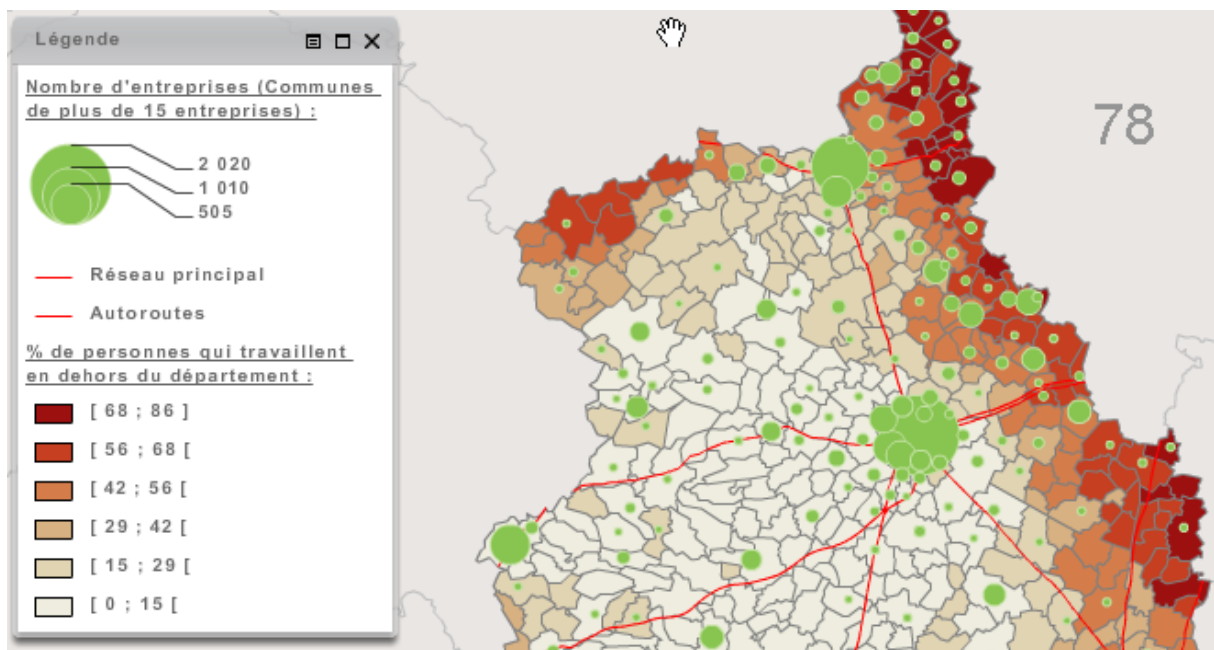 Légende
Nombre d'entreprises (Communes
de plus de 15 entreprises) :
2 020
1 010
505
Réseau principal
Autoroutes
% de personnes qui travaillent
en dehors du département :
[ 68 ; 86 ]
[ 56 ; 68 [
[ 42 ; 56 [
[ 29 ; 42 [
[ 15 ; 29 [
[ 0 ; 15 [
78